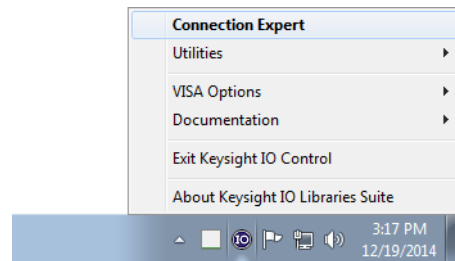 Connection Expert
Utilities
VISA Options
Documentation
Exit Keysight IO Control
About Keysight IO Libraries Suite
IO
3:17 PM
12/19/2014